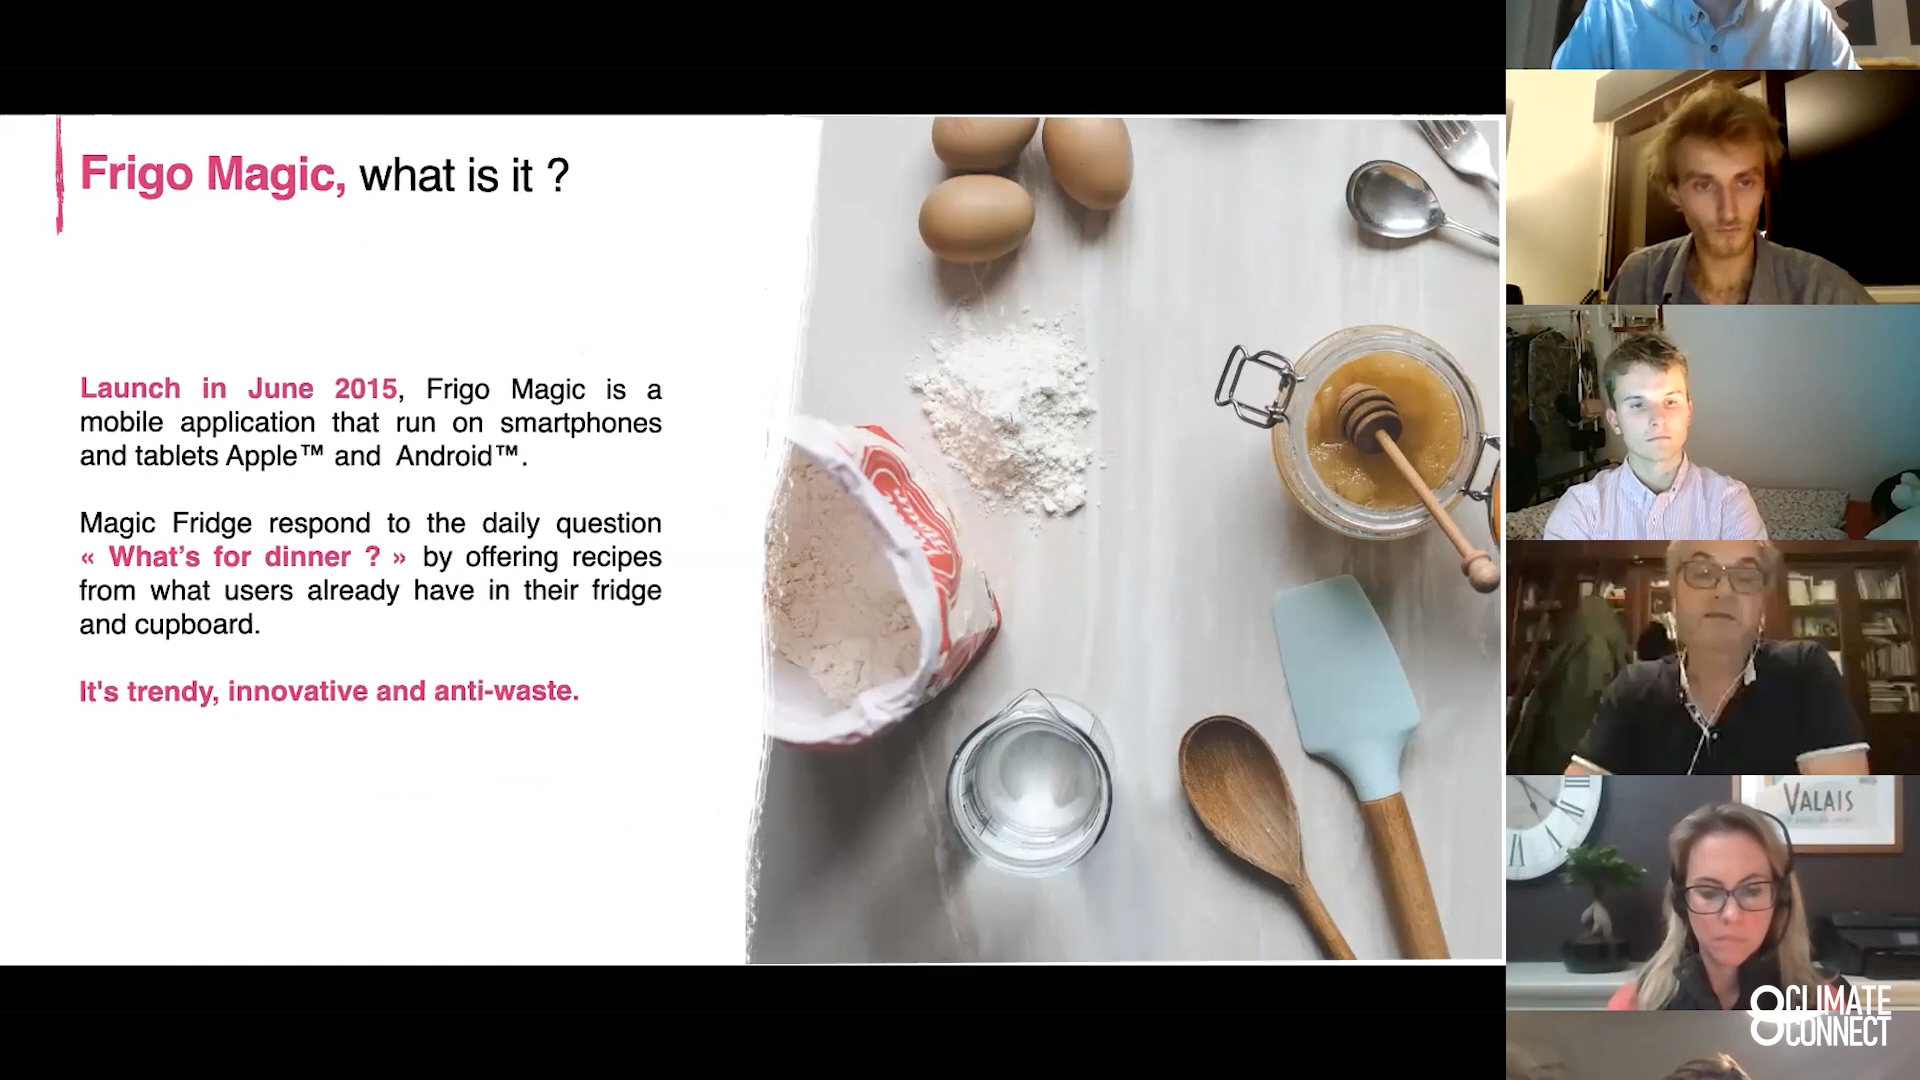 Frigo Magic, what is it ?
Launch in June 2015, Frigo Magic is a
mobile application that run on smartphones
and tablets Apple™ and Android™.
Magic Fridge respond to the daily question
« What's for dinner ? » by offering recipes
from what users already have in their fridge
and cupboard.
It's trendy, innovative and anti-waste.
VALAIS
CLIMATE
CONNECT